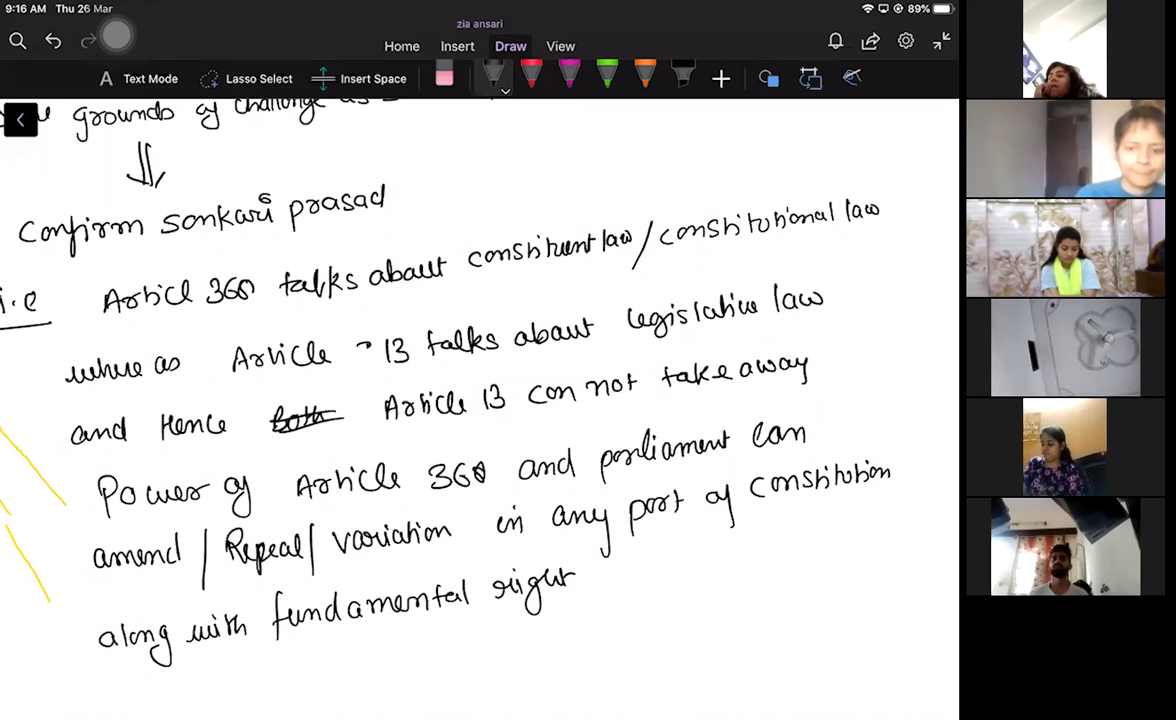 9:16 AM Thu 26 Mar
89%
zia ansari
Home Insert Draw View
Text Mode Lasso Select Insert Space
grounds of challenge as
Confirm Sonkari prasad
i.e Articl 368 talks about constituent law / constitutional law
where as Article - 13 talks about legislative law
and Hence Both Article 13 can not take away
Power of Article 368 and parliament can
amend / Repeal / variation in any part of constitution
along with fundamental right